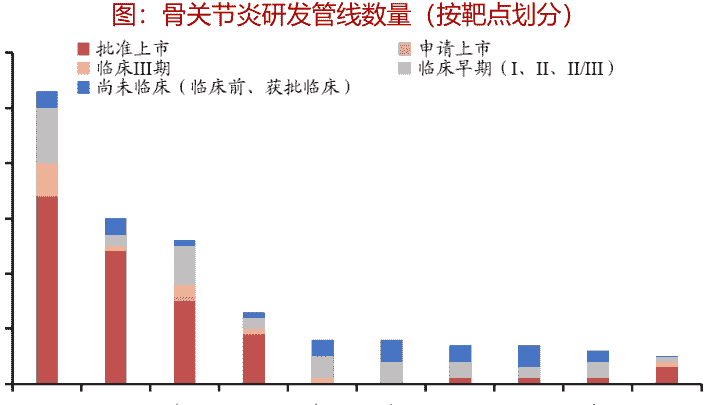 图：骨关节炎研发管线数量（按靶点划分）
批准上市 申请上市
临床III期 临床早期（I、II、II/III）
尚未临床（临床前、获批临床）